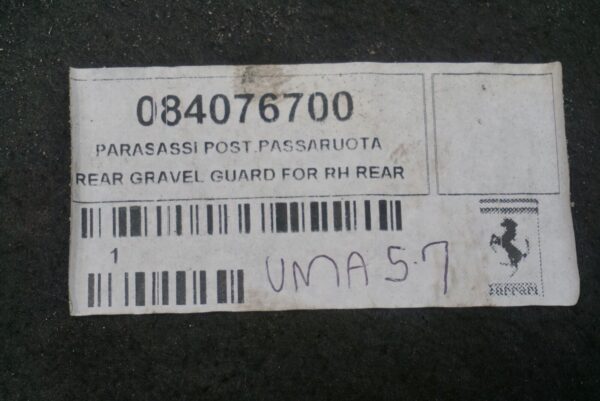 084076700
PARASASSI POST.PASSARUOTA
REAR GRAVEL GUARD FOR RH REAR
1
UMA 5.7
Ferrari